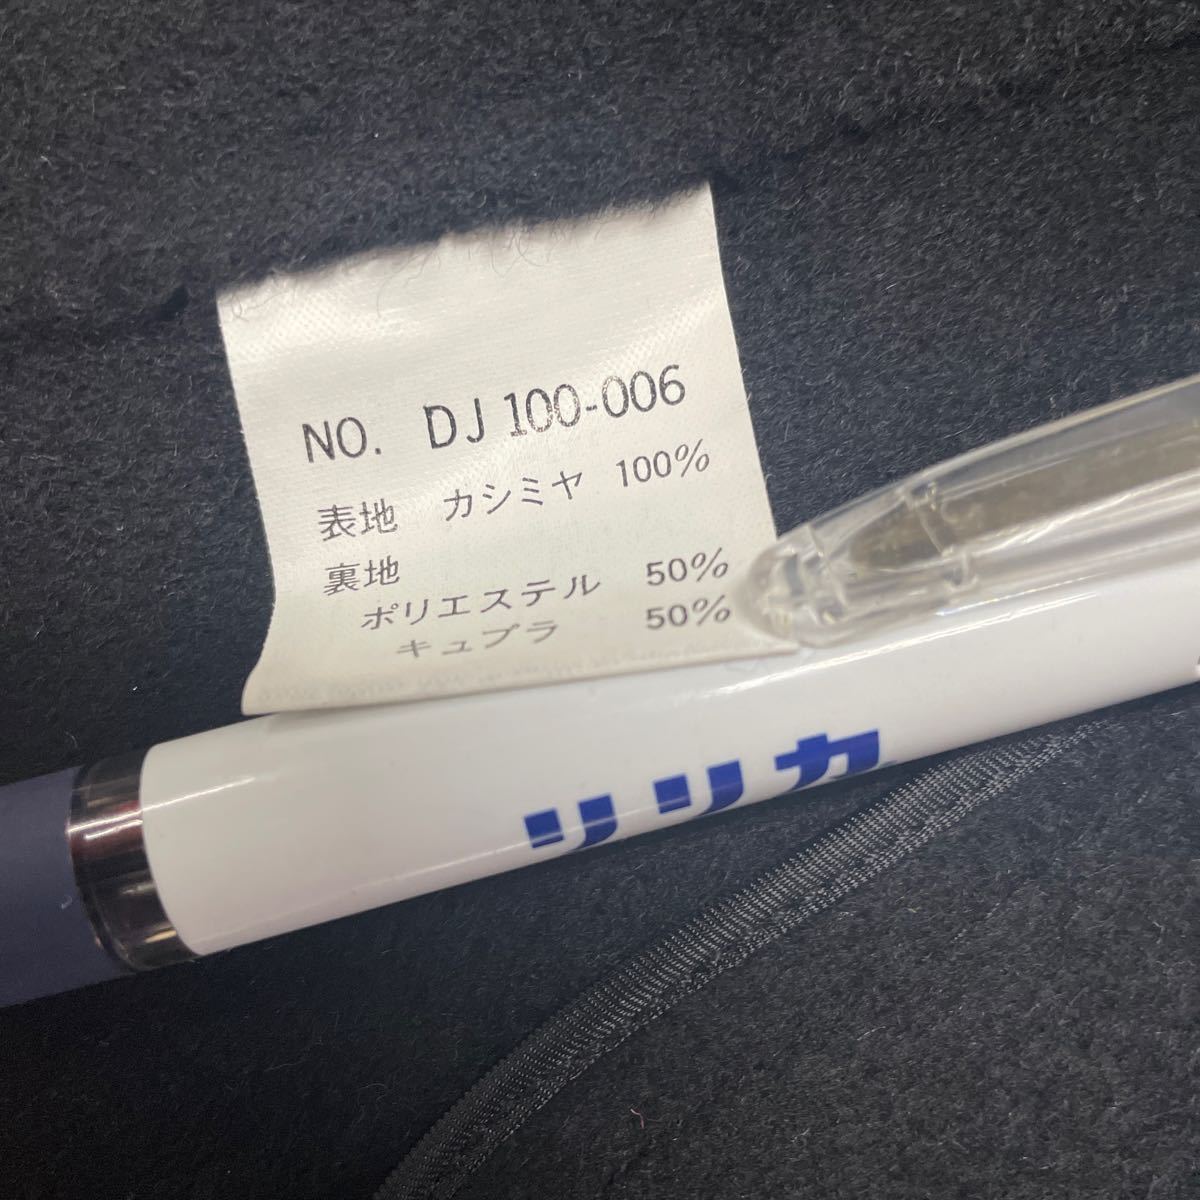 NO. DJ 100-006
表地 カシミヤ 100%
裏地
ポリエステル 50%
キュプラ 50%
リリカ